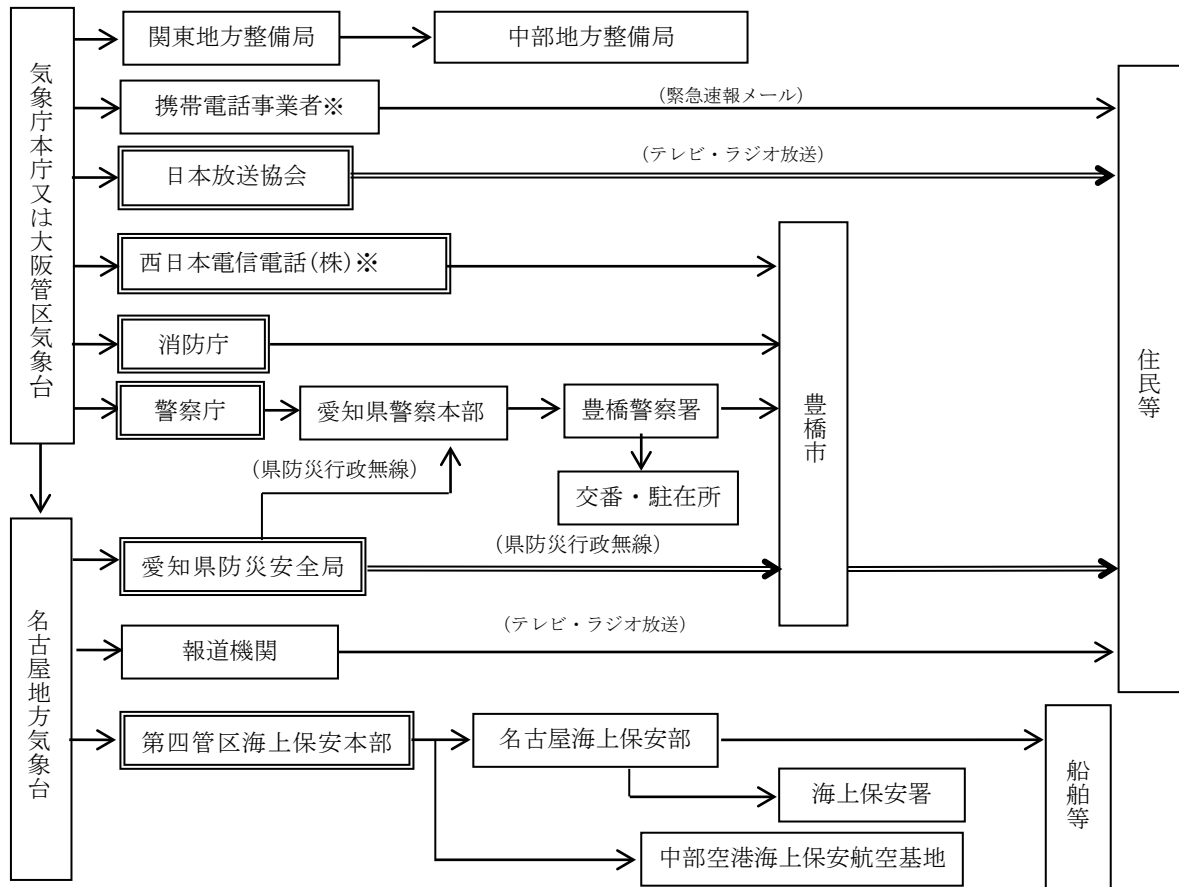 気象庁本庁又は大阪管区気象台
関東地方整備局
中部地方整備局
携帯電話事業者※
(緊急速報メール)
日本放送協会
(テレビ・ラジオ放送)
西日本電信電話(株)※
消防庁
警察庁
愛知県警察本部
豊橋警察署
豊橋市
住民等
(県防災行政無線)
交番・駐在所
名古屋地方気象台
愛知県防災安全局
(県防災行政無線)
報道機関
(テレビ・ラジオ放送)
第四管区海上保安本部
名古屋海上保安部
船舶等
海上保安署
中部空港海上保安航空基地